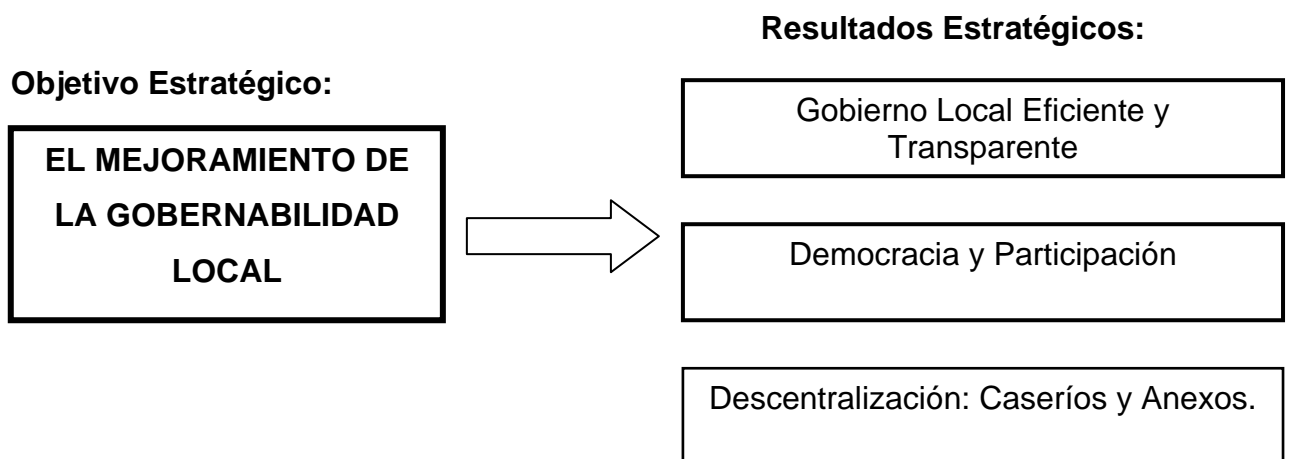 Objetivo Estratégico:
EL MEJORAMIENTO DE
LA GOBERNABILIDAD
LOCAL
Resultados Estratégicos:
Gobierno Local Eficiente y
Transparente
Democracia y Participación
Descentralización: Caseríos y Anexos.